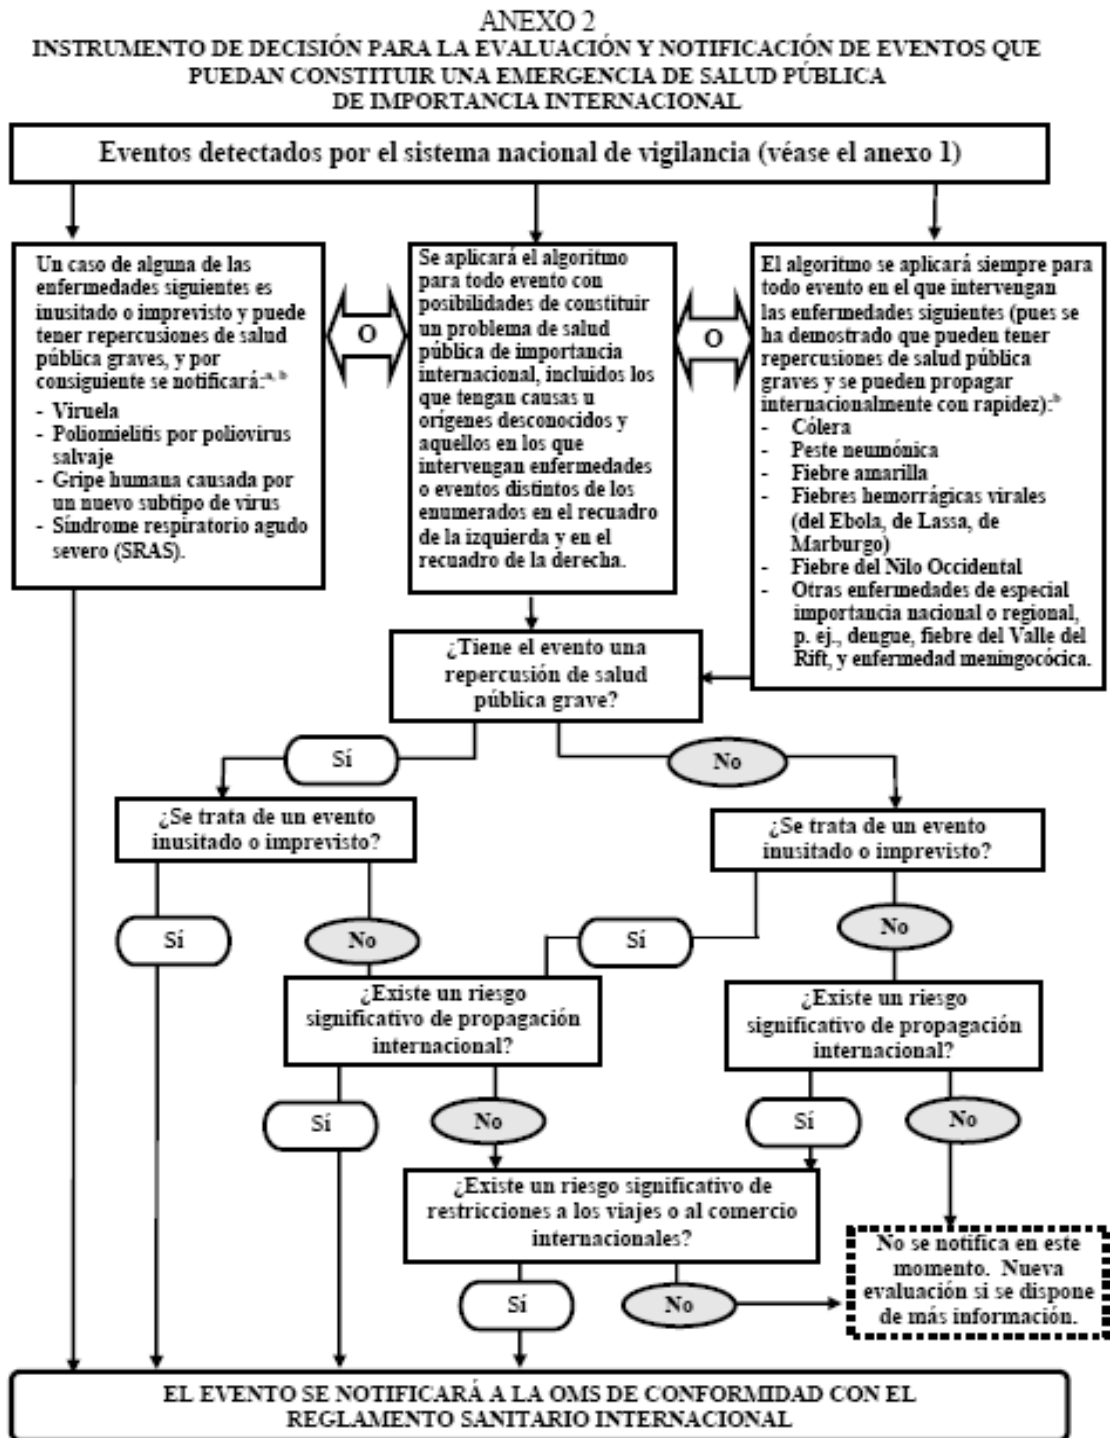 ANEXO 2
INSTRUMENTO DE DECISIÓN PARA LA EVALUACIÓN Y NOTIFICACIÓN DE EVENTOS QUE
PUEDAN CONSTITUIR UNA EMERGENCIA DE SALUD PÚBLICA
DE IMPORTANCIA INTERNACIONAL
Eventos detectados por el sistema nacional de vigilancia (véase el anexo 1)
Un caso de alguna de las
enfermedades siguientes es
inusitado o imprevisto y puede
tener repercusiones de salud
pública graves, y por
consiguiente se notificará:a, b
- Viruela
- Poliomielitis por poliovirus
salvaje
- Gripe humana causada por
un nuevo subtipo de virus
- Síndrome respiratorio agudo
severo (SRAS).
O
Se aplicará el algoritmo
para todo evento con
posibilidades de constituir
un problema de salud
pública de importancia
internacional, incluidos los
que tengan causas u
orígenes desconocidos y
aquellos en los que
intervengan enfermedades
o eventos distintos de los
enumerados en el recuadro
de la izquierda y en el
recuadro de la derecha.
O
El algoritmo se aplicará siempre para
todo evento en el que intervengan
las enfermedades siguientes (pues se
ha demostrado que pueden tener
repercusiones de salud pública
graves y se pueden propagar
internacionalmente con rapidez):b
- Cólera
- Peste neumónica
- Fiebre amarilla
- Fiebres hemorrágicas virales
(del Ebola, de Lassa, de
Marburgo)
- Fiebre del Nilo Occidental
- Otras enfermedades de especial
importancia nacional o regional,
p. ej., dengue, fiebre del Valle del
Rift, y enfermedad meningocócica.
¿Tiene el evento una
repercusión de salud
pública grave?
Sí
No
¿Se trata de un evento
inusitado o imprevisto?
¿Se trata de un evento
inusitado o imprevisto?
Sí
No
Sí
No
¿Existe un riesgo
significativo de propagación
internacional?
¿Existe un riesgo
significativo de propagación
internacional?
Sí
No
Sí
No
¿Existe un riesgo significativo de
restricciones a los viajes o al comercio
internacionales?
No se notifica en este
momento. Nueva
evaluación si se dispone
de más información.
Sí
No
EL EVENTO SE NOTIFICARÁ A LA OMS DE CONFORMIDAD CON EL
REGLAMENTO SANITARIO INTERNACIONAL